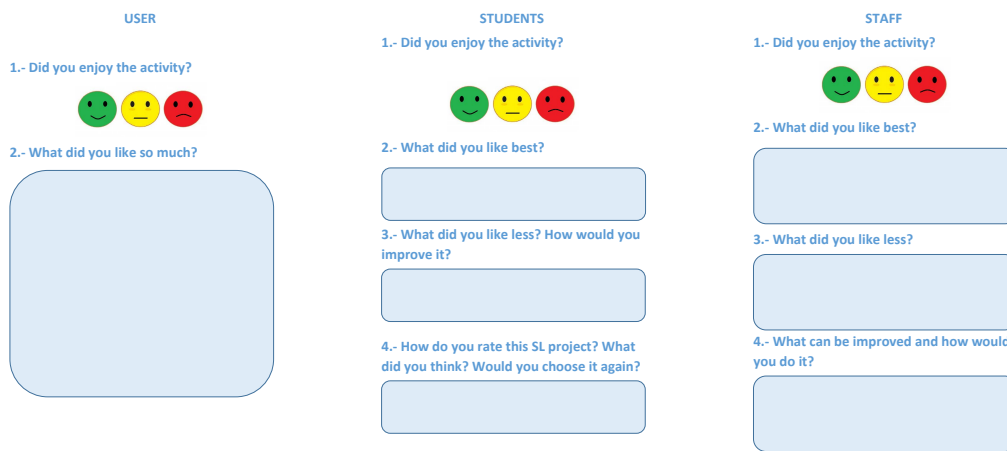 USER
1.- Did you enjoy the activity?
2.- What did you like so much?
STUDENTS
1.- Did you enjoy the activity?
2.- What did you like best?
3.- What did you like less? How would you
improve it?
4.- How do you rate this SL project? What
did you think? Would you choose it again?
STAFF
1.- Did you enjoy the activity?
2.- What did you like best?
3.- What did you like less?
4.- What can be improved and how would
you do it?